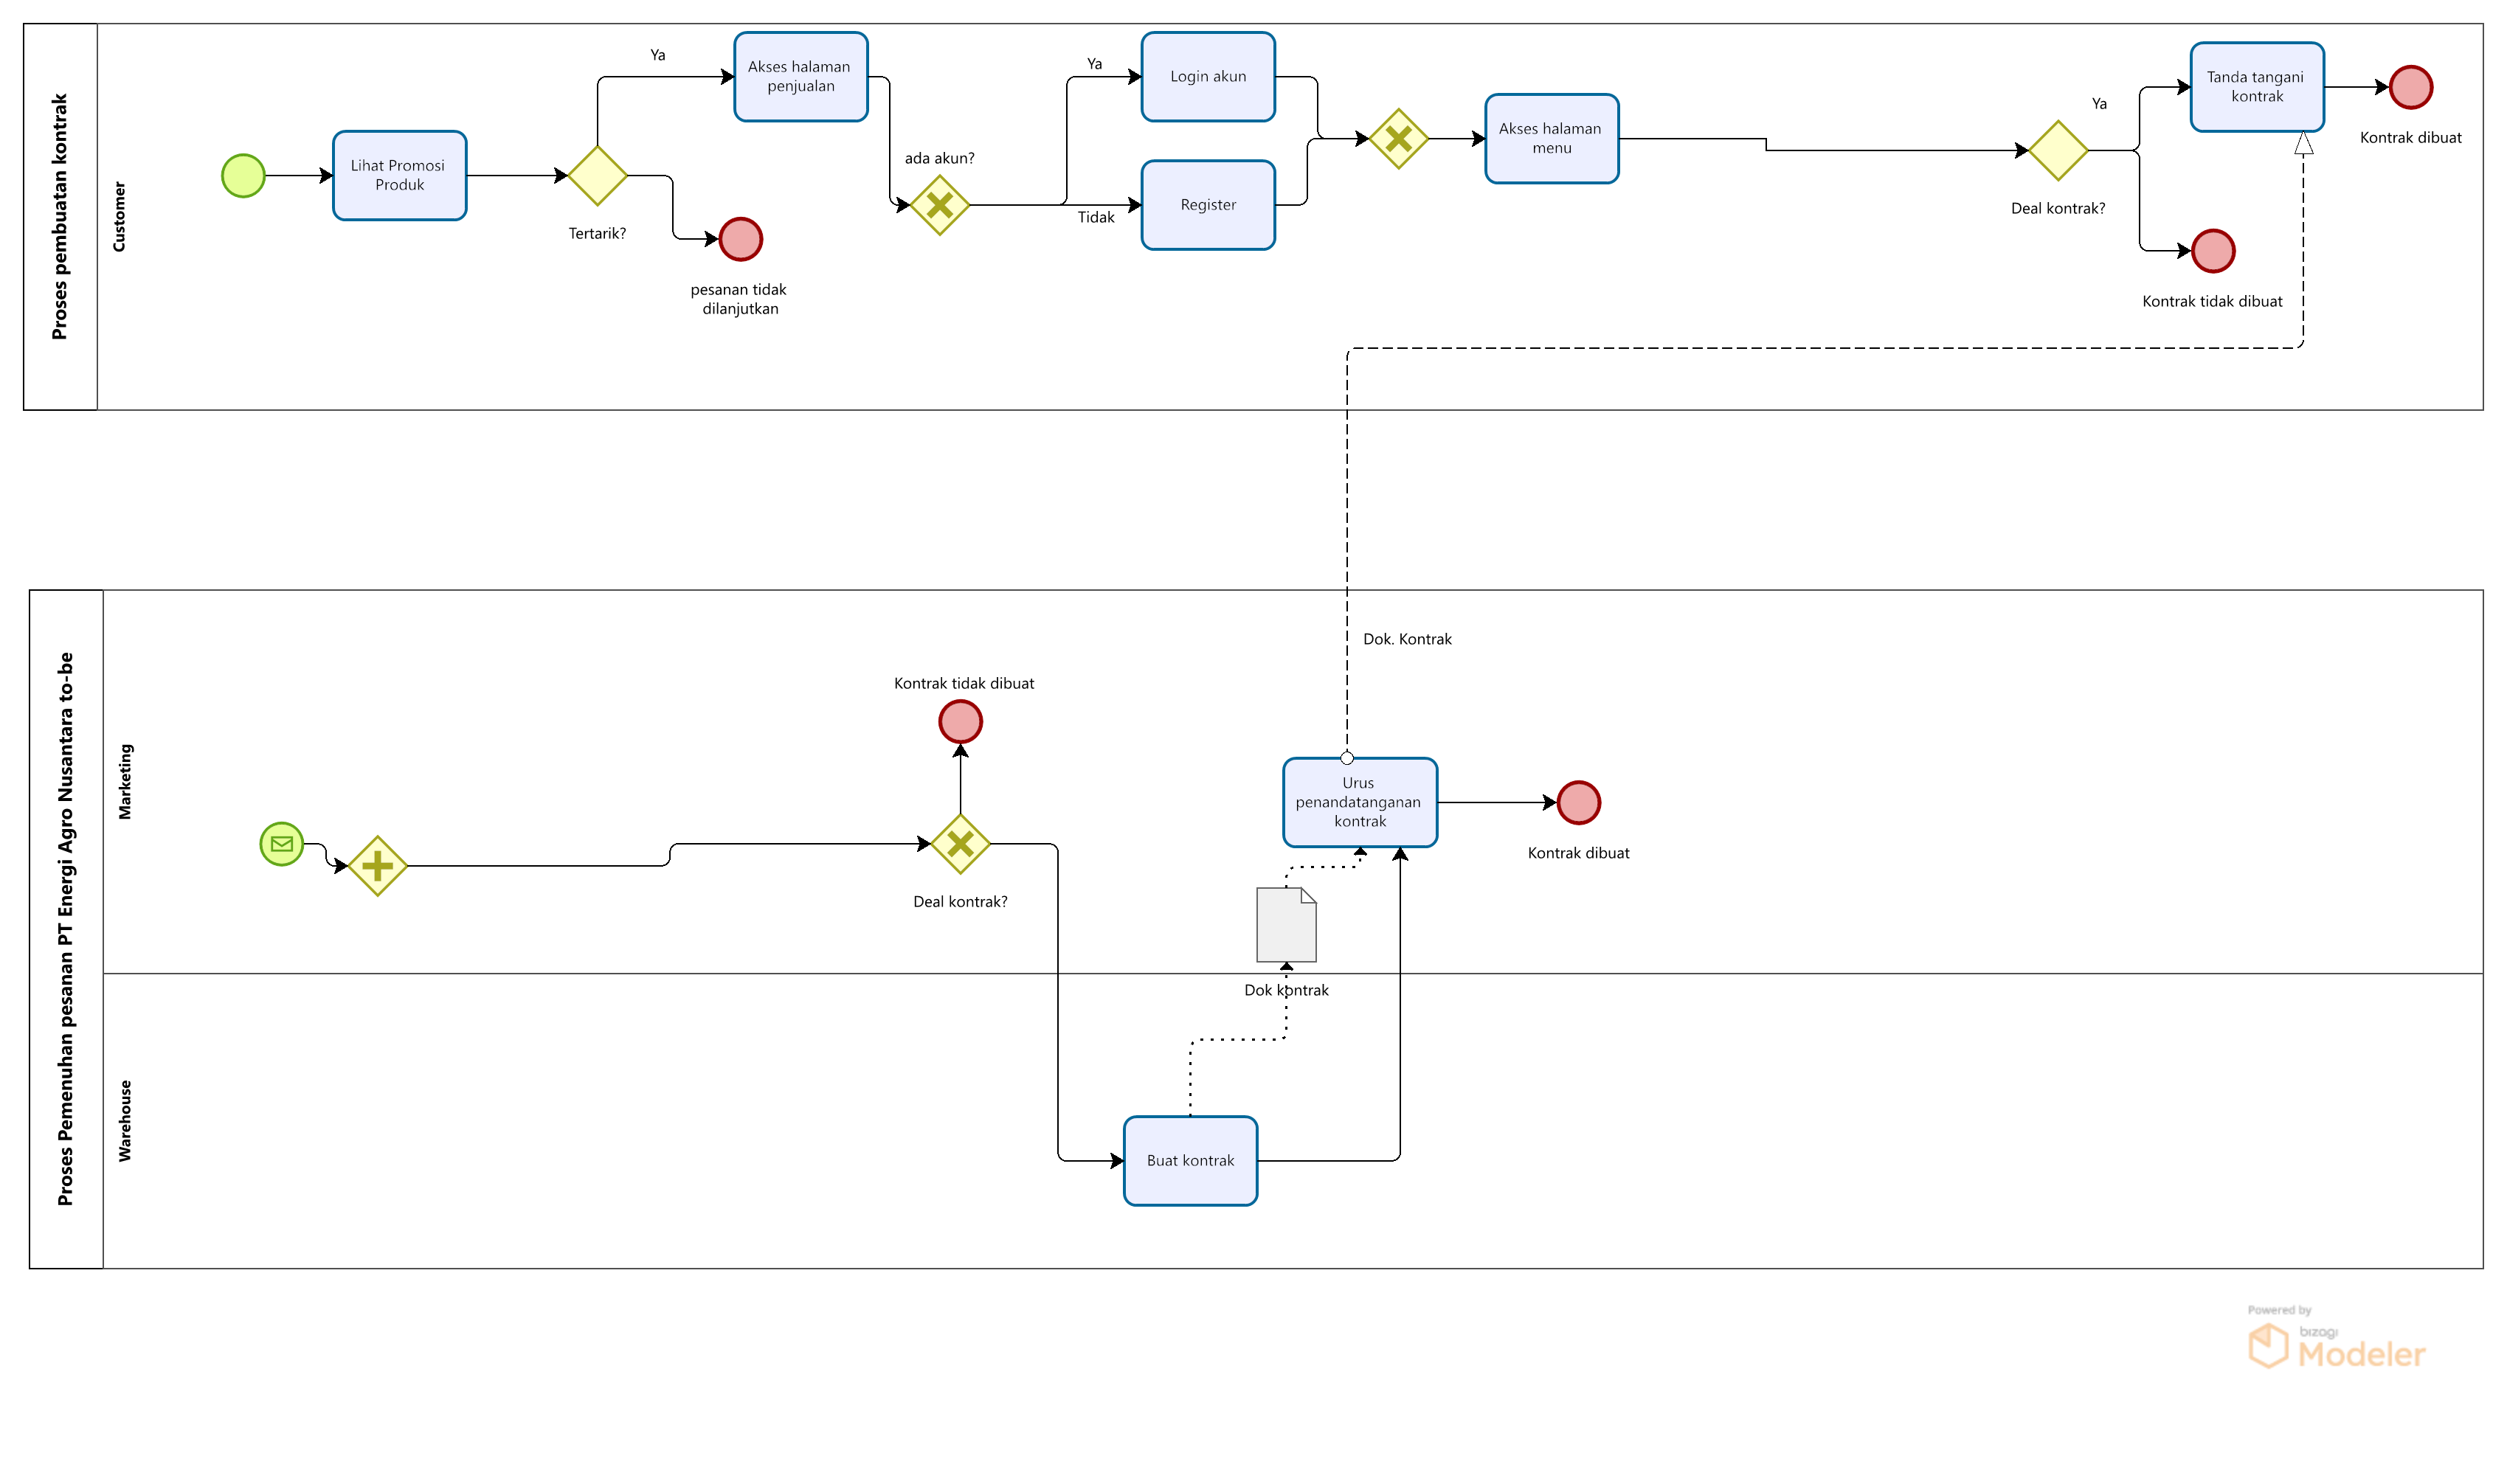 Proses pembuatan kontrak
Customer
Ya
Akses halaman
penjualan
Ya
Login akun
Tanda tangani
kontrak
Ya
Kontrak dibuat
Akses halaman
menu
Lihat Promosi
Produk
ada akun?
Tertarik?
Tidak
Register
Deal kontrak?
pesanan tidak
dilanjutkan
Kontrak tidak dibuat
Proses Pemenuhan pesanan PT Energi Agro Nusantara to-be
Marketing
Dok. Kontrak
Kontrak tidak dibuat
Urus
penandatanganan
kontrak
Kontrak dibuat
Deal kontrak?
Dok kontrak
Warehouse
Buat kontrak
Powered by
bizagi
Modeler